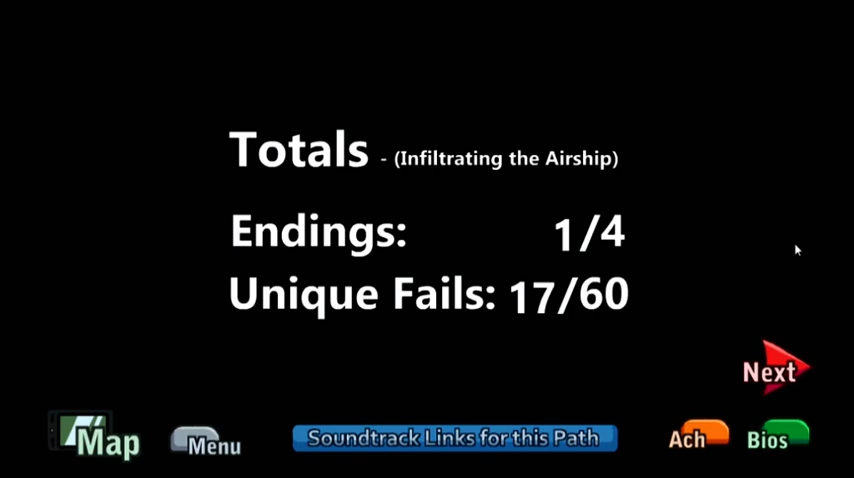 Totals - (Infiltrating the Airship)
Endings: 1/4
Unique Fails: 17/60
Next
Map
Menu
Soundtrack Links for this Path
Ach
Bios